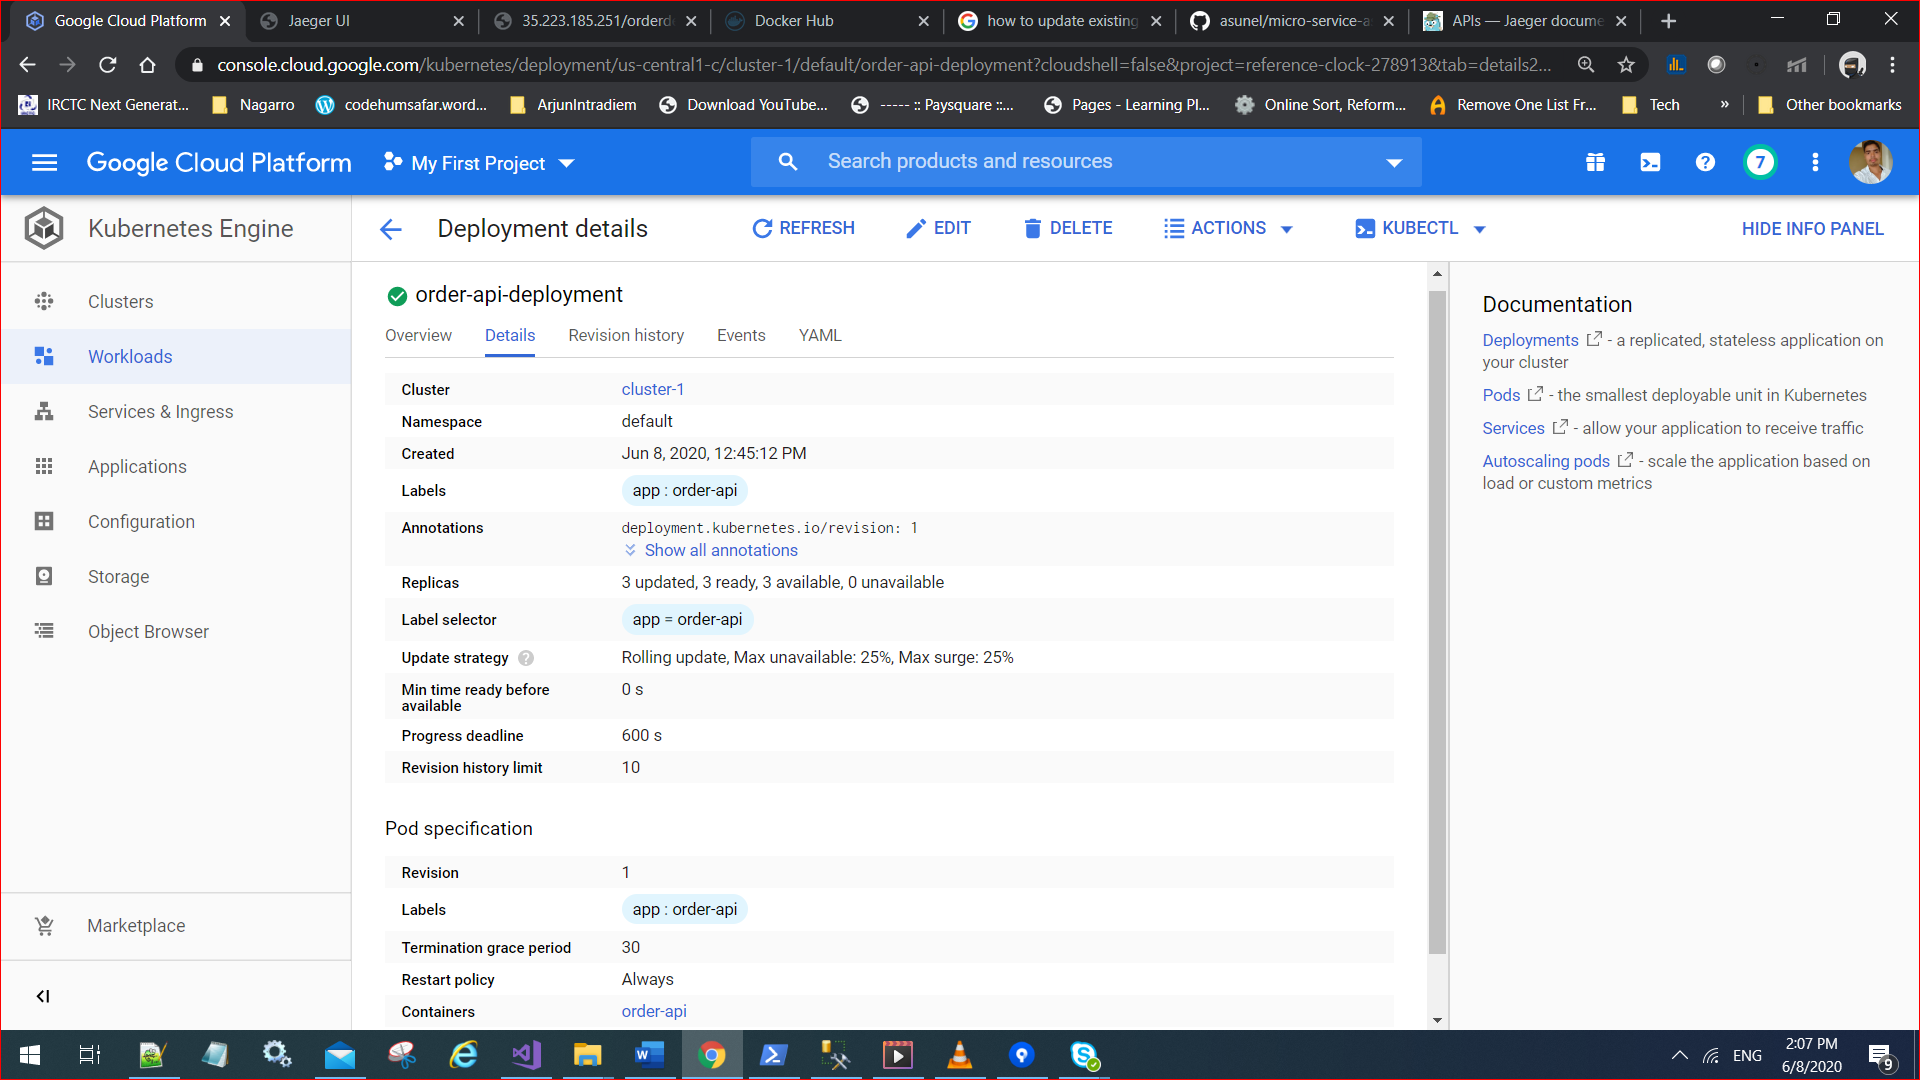 Google Cloud Platform
Jaeger UI
35.223.185.251/orderd
Docker Hub
how to update existing
asunel/micro-service-a
APIs — Jaeger docume
console.cloud.google.com/kubernetes/deployment/us-central1-c/cluster-1/default/order-api-deployment?cloudshell=false&project=reference-clock-278913&tab=details2...
IRCTC Next Generat...
Nagarro
codehumsafar.word...
ArjunIntradiem
Download YouTube...
----- :: Paysquare ::...
Pages - Learning Pl...
Online Sort, Reform...
Remove One List Fr...
Tech
»
Other bookmarks
Google Cloud Platform
My First Project
Search products and resources
7
Kubernetes Engine
Deployment details
REFRESH
EDIT
DELETE
ACTIONS
KUBECTL
HIDE INFO PANEL
Clusters
Workloads
Services & Ingress
Applications
Configuration
Storage
Object Browser
Marketplace
order-api-deployment
Overview
Details
Revision history
Events
YAML
Cluster cluster-1
Namespace default
Created Jun 8, 2020, 12:45:12 PM
Labels app : order-api
Annotations deployment.kubernetes.io/revision: 1
Show all annotations
Replicas 3 updated, 3 ready, 3 available, 0 unavailable
Label selector app = order-api
Update strategy Rolling update, Max unavailable: 25%, Max surge: 25%
Min time ready before 0 s
available
Progress deadline 600 s
Revision history limit 10
Pod specification
Revision 1
Labels app : order-api
Termination grace period 30
Restart policy Always
Containers order-api
Documentation
Deployments - a replicated, stateless application on
your cluster
Pods - the smallest deployable unit in Kubernetes
Services - allow your application to receive traffic
Autoscaling pods - scale the application based on
load or custom metrics
ENG
2:07 PM
6/8/2020
9